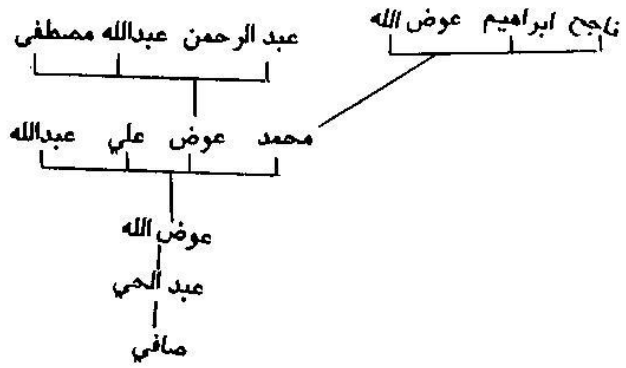 ناجح ابراهيم عوض الله
عبد الرحمن عبدالله مصطفى
محمد عوض علي عبدالله
عوض الله
عبد الحي
صافي